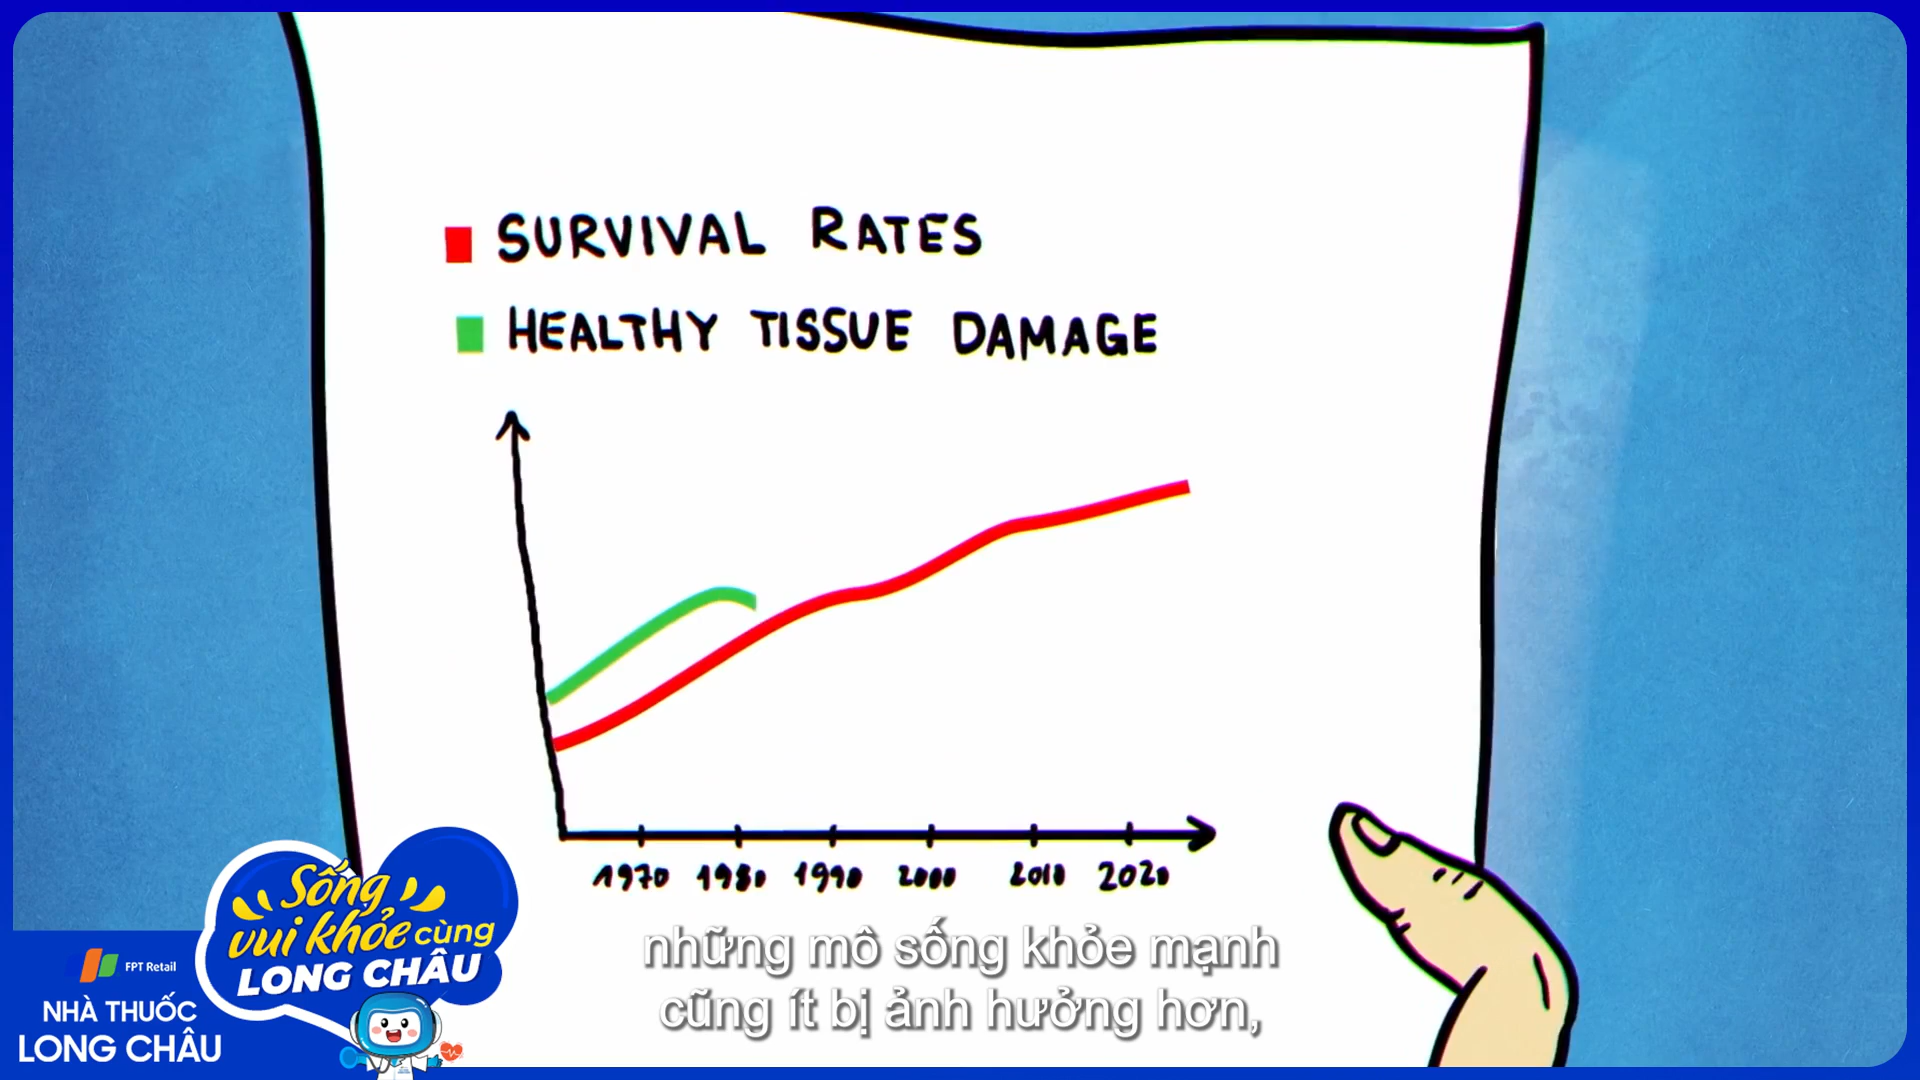 SURVIVAL RATES
HEALTHY TISSUE DAMAGE
1970 1980 1990 2000 2010 2020
những mô sống khỏe mạnh
cũng ít bị ảnh hưởng hơn,
Sống
vui khỏe cùng
LONG CHÂU
FPT Retail
NHÀ THUỐC
LONG CHÂU